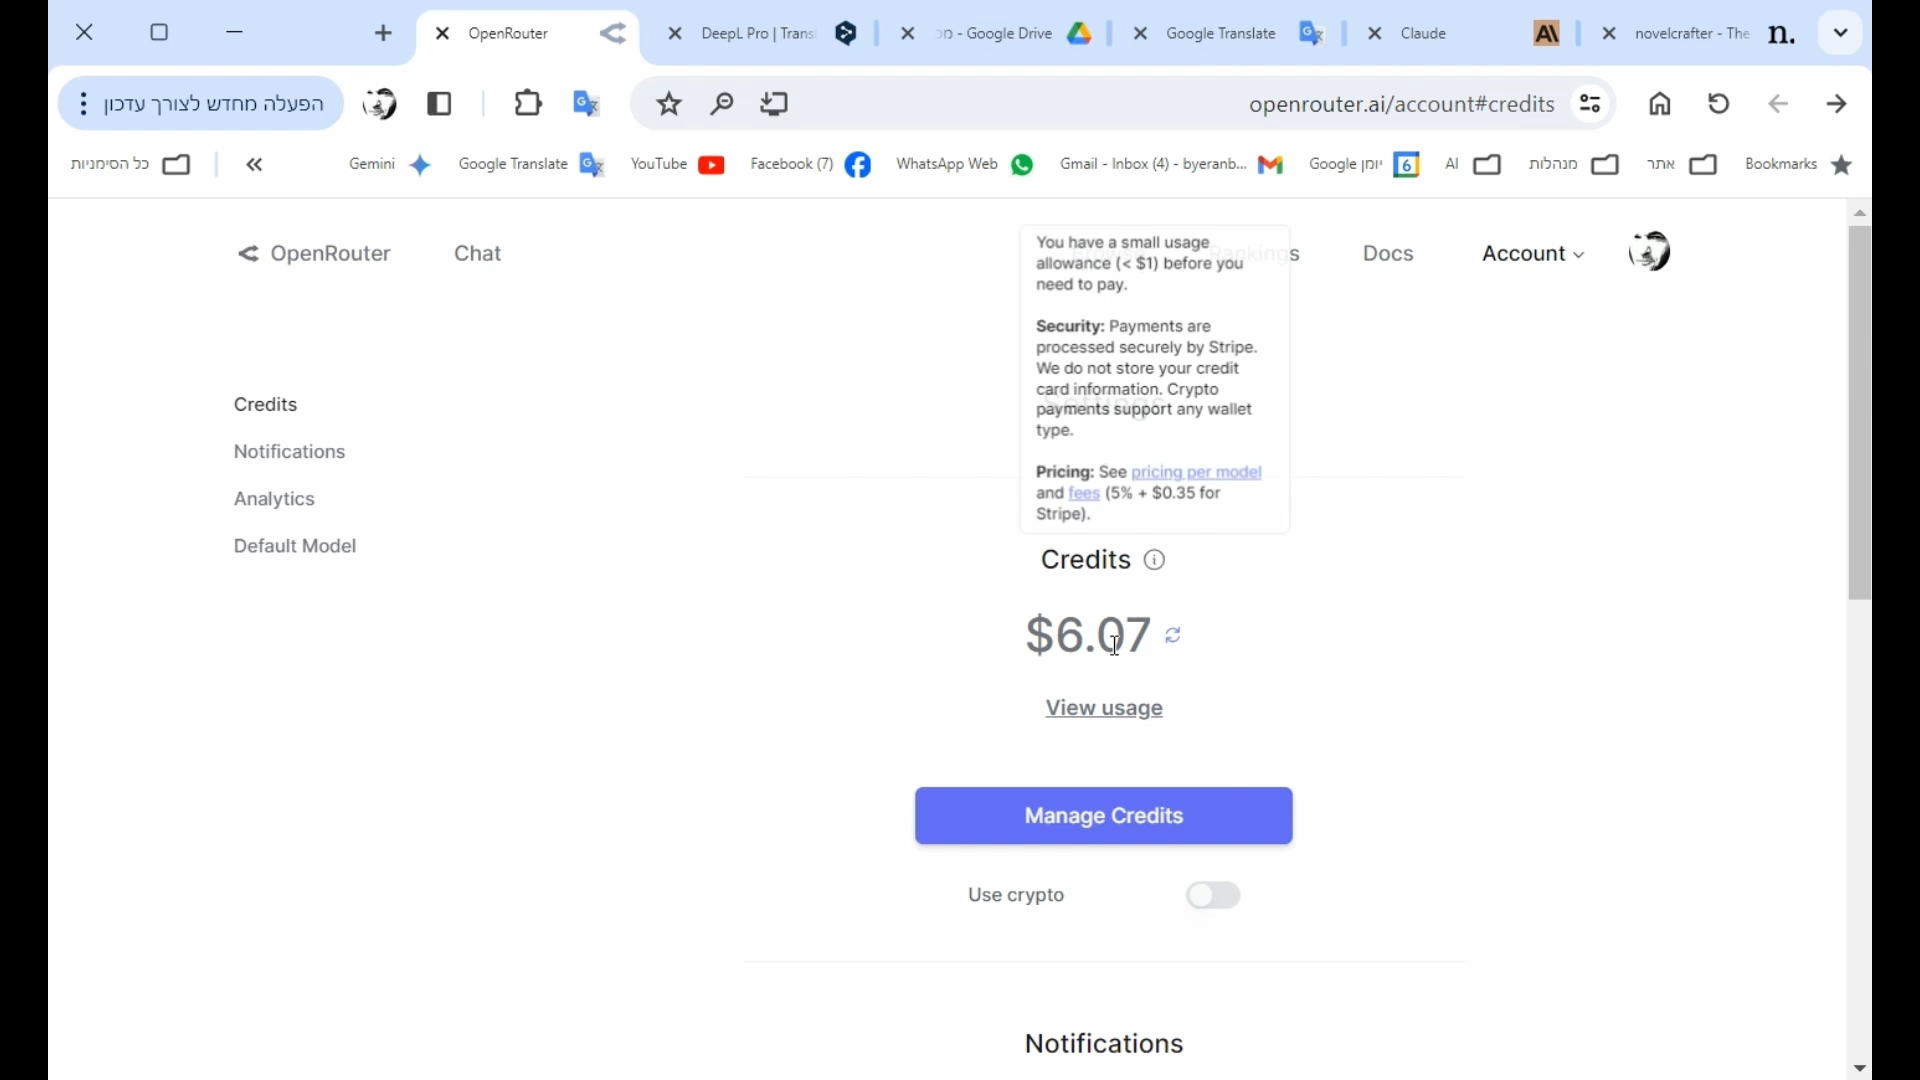 OpenRouter
DeepL Pro | Trans
- Google Drive
Google Translate
Claude
novelcrafter - The
n.
הפעלה מחדש לצורך עדכון
openrouter.ai/account#credits
כל הסימניות
Gemini
Google Translate
YouTube
Facebook (7)
WhatsApp Web
Gmail - Inbox (4) - byeranb...
Google יומן
6
AI
מנהלות
אתר
Bookmarks
OpenRouter
Chat
Rankings
Docs
Account
You have a small usage
allowance (< $1) before you
need to pay.
Security: Payments are
processed securely by Stripe.
We do not store your credit
card information. Crypto
payments support any wallet
type.
Pricing: See pricing per model
and fees (5% + $0.35 for
Stripe).
Settings
Credits
Notifications
Analytics
Default Model
Credits
$6.07
View usage
Manage Credits
Use crypto
Notifications